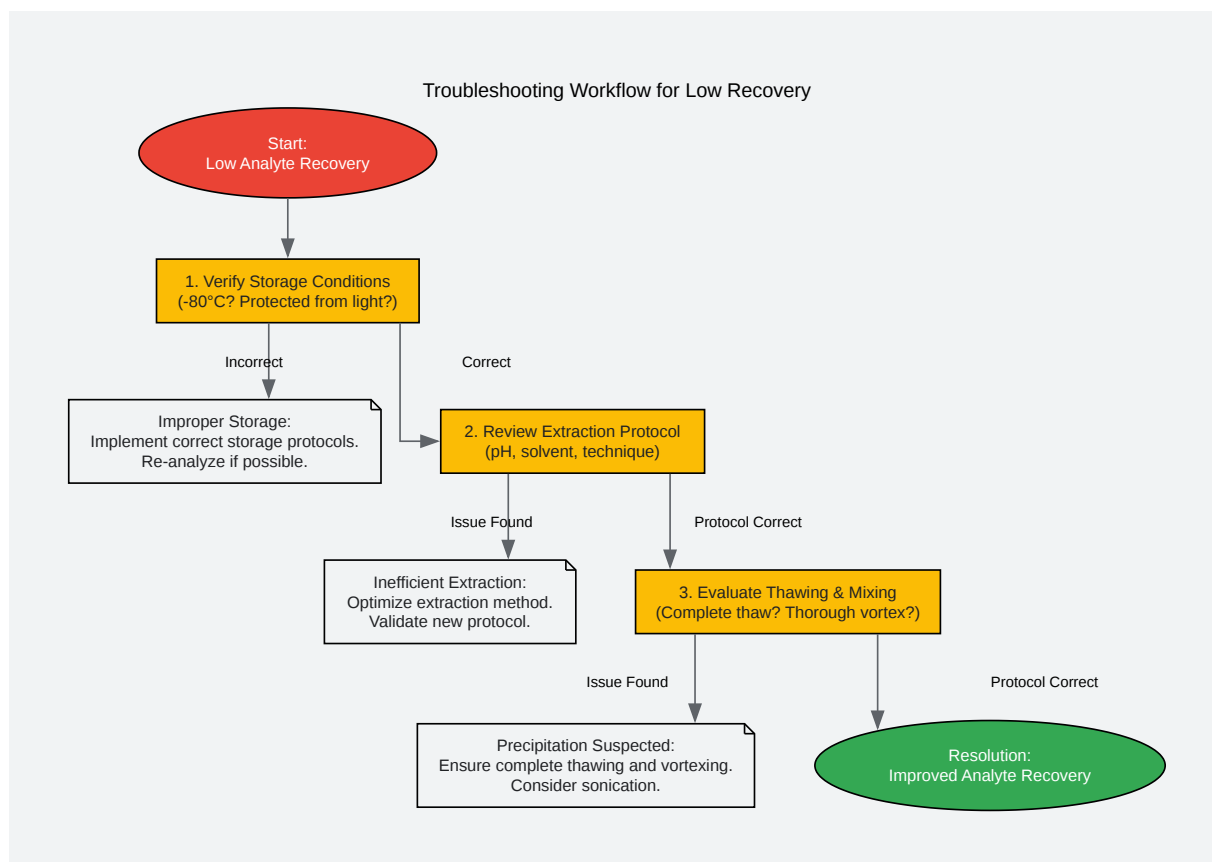 Troubleshooting Workflow for Low Recovery
Start:
Low Analyte Recovery
1. Verify Storage Conditions
(-80°C? Protected from light?)
Incorrect
Correct
Improper Storage:
Implement correct storage protocols.
Re-analyze if possible.
2. Review Extraction Protocol
(pH, solvent, technique)
Issue Found
Protocol Correct
Inefficient Extraction:
Optimize extraction method.
Validate new protocol.
3. Evaluate Thawing & Mixing
(Complete thaw? Thorough vortex?)
Issue Found
Protocol Correct
Precipitation Suspected:
Ensure complete thawing and vortexing.
Consider sonication.
Resolution:
Improved Analyte Recovery